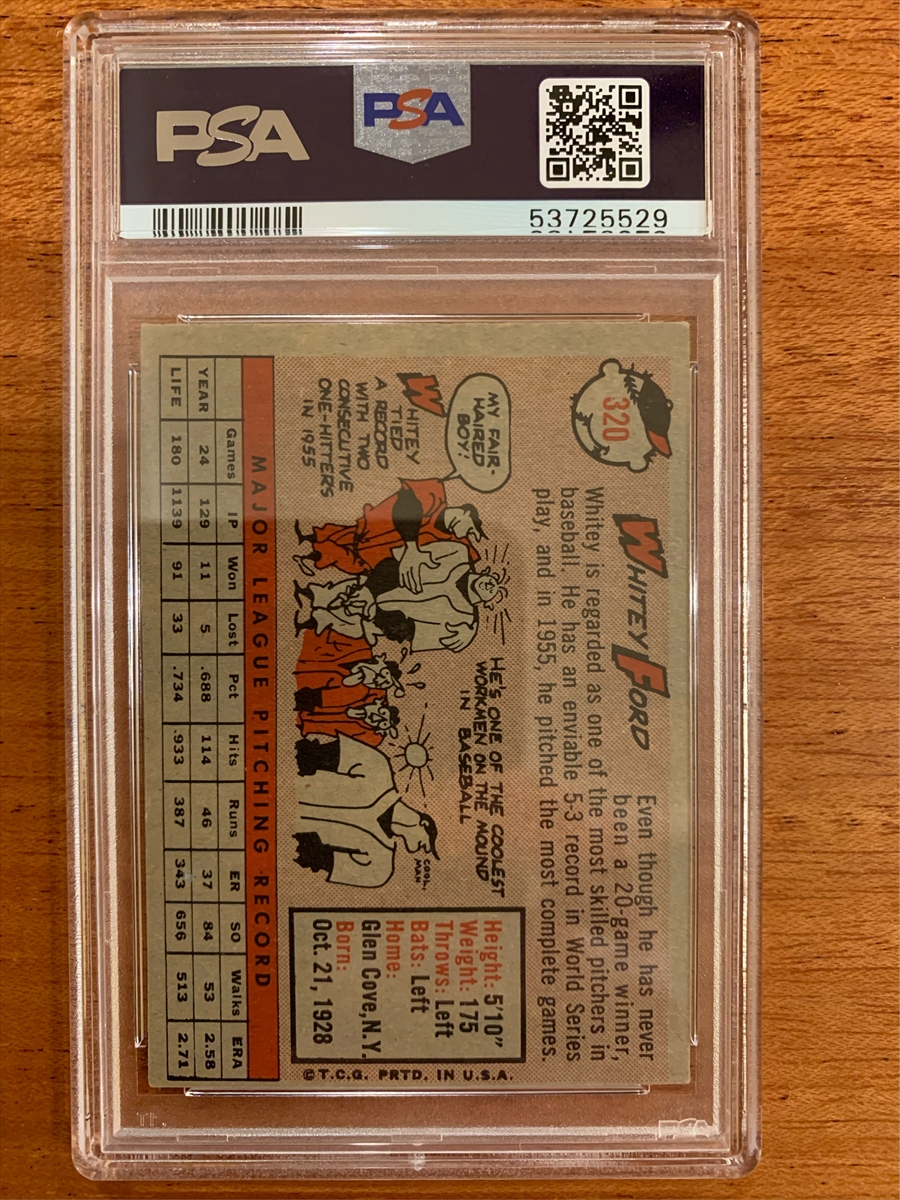 PSA
PSA
53725529
320
WHITEY FORD
Even though he has never
been a 20-game winner,
Whitey is regarded as one of the most skilled pitchers in
baseball. He has an enviable 5-3 record in World Series
play, and in 1955, he pitched the most complete games.
MY FAIR-
HAIRED
BOY!
WHITEY
TIED
A RECORD
WITH TWO
CONSECUTIVE
ONE-HITTERS
IN 1955
HE'S ONE OF THE COOLEST
WORKMEN ON THE MOUND
IN BASEBALL
COOL,
MAN
Height: 5'10"
Weight: 175
Throws: Left
Bats: Left
Home:
Glen Cove, N.Y.
Born:
Oct. 21, 1928
©T.C.G. PRTD. IN U.S.A.
MAJOR LEAGUE PITCHING RECORD
Games IP Won Lost Pct Hits Runs ER SO Walks ERA
YEAR 24 129 11 5 .688 114 46 37 84 53 2.58
LIFE 180 1139 91 33 .734 .933 387 343 656 513 2.71
PSA